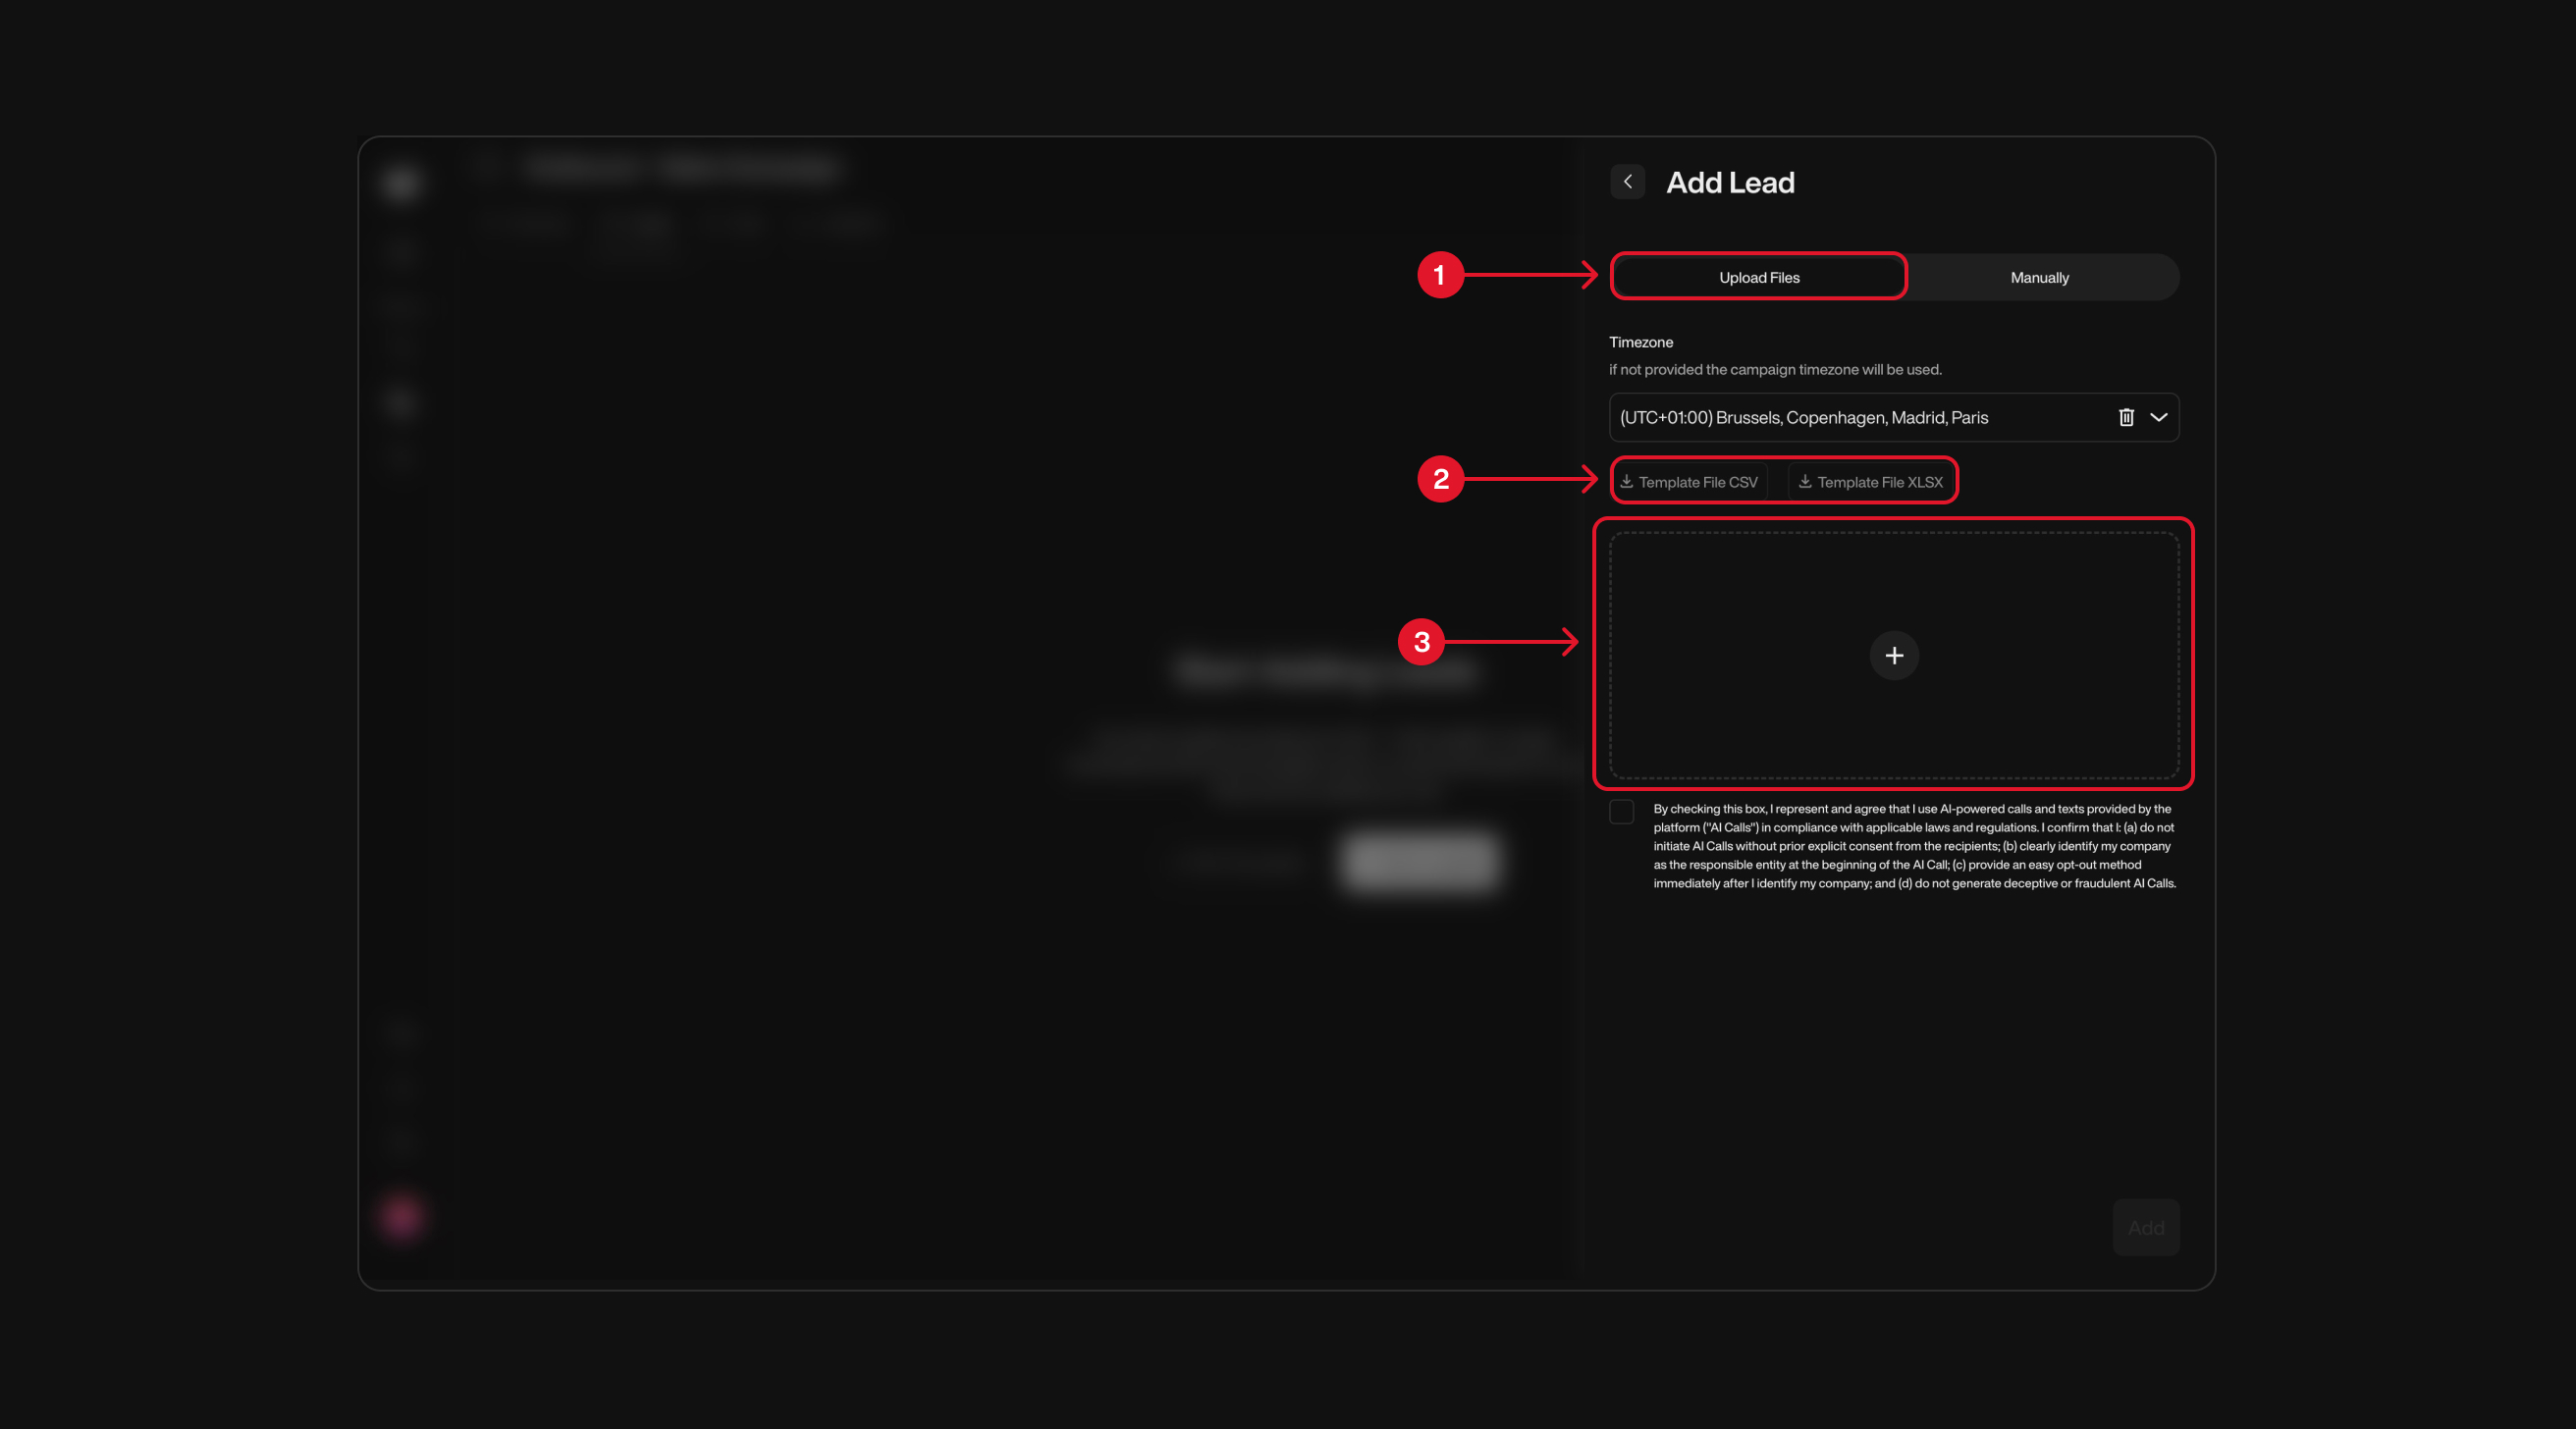 Add Lead
1
Upload Files
Manually
Timezone
if not provided the campaign timezone will be used.
(UTC+01:00) Brussels, Copenhagen, Madrid, Paris
2
Template File CSV
Template File XLSX
3
By checking this box, I represent and agree that I use AI-powered calls and texts provided by the
platform ("AI Calls") in compliance with applicable laws and regulations. I confirm that I: (a) do not
initiate AI Calls without prior explicit consent from the recipients; (b) clearly identify my company
as the responsible entity at the beginning of the AI Call; (c) provide an easy opt-out method
immediately after I identify my company; and (d) do not generate deceptive or fraudulent AI Calls.
Add